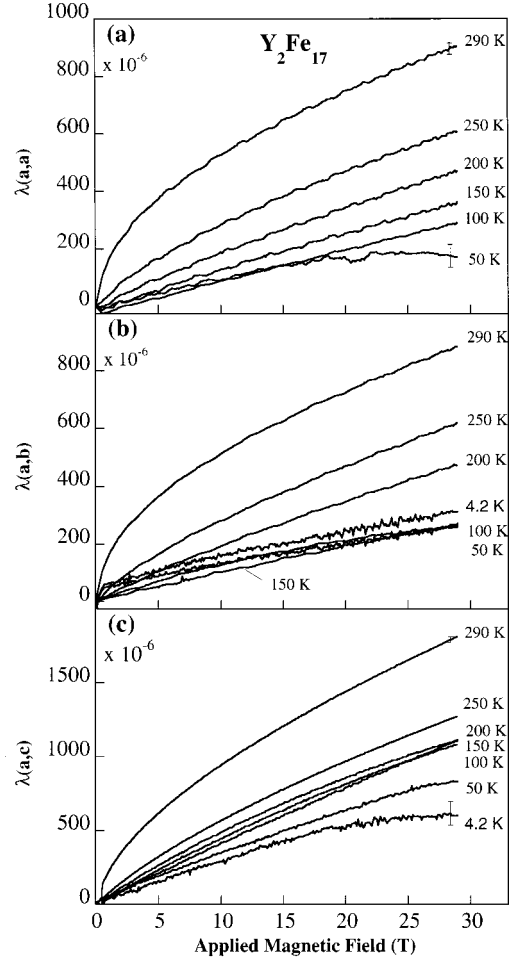 (a)
Y2Fe17
x 10-6
1000
800
600
400
200
0
λ(a,a)
290 K
250 K
200 K
150 K
100 K
50 K
(b)
x 10-6
800
600
400
200
0
λ(a,b)
290 K
250 K
200 K
4.2 K
100 K
50 K
150 K
(c)
x 10-6
1500
1000
500
0
λ(a,c)
290 K
250 K
200 K
150 K
100 K
50 K
4.2 K
0 5 10 15 20 25 30
Applied Magnetic Field (T)